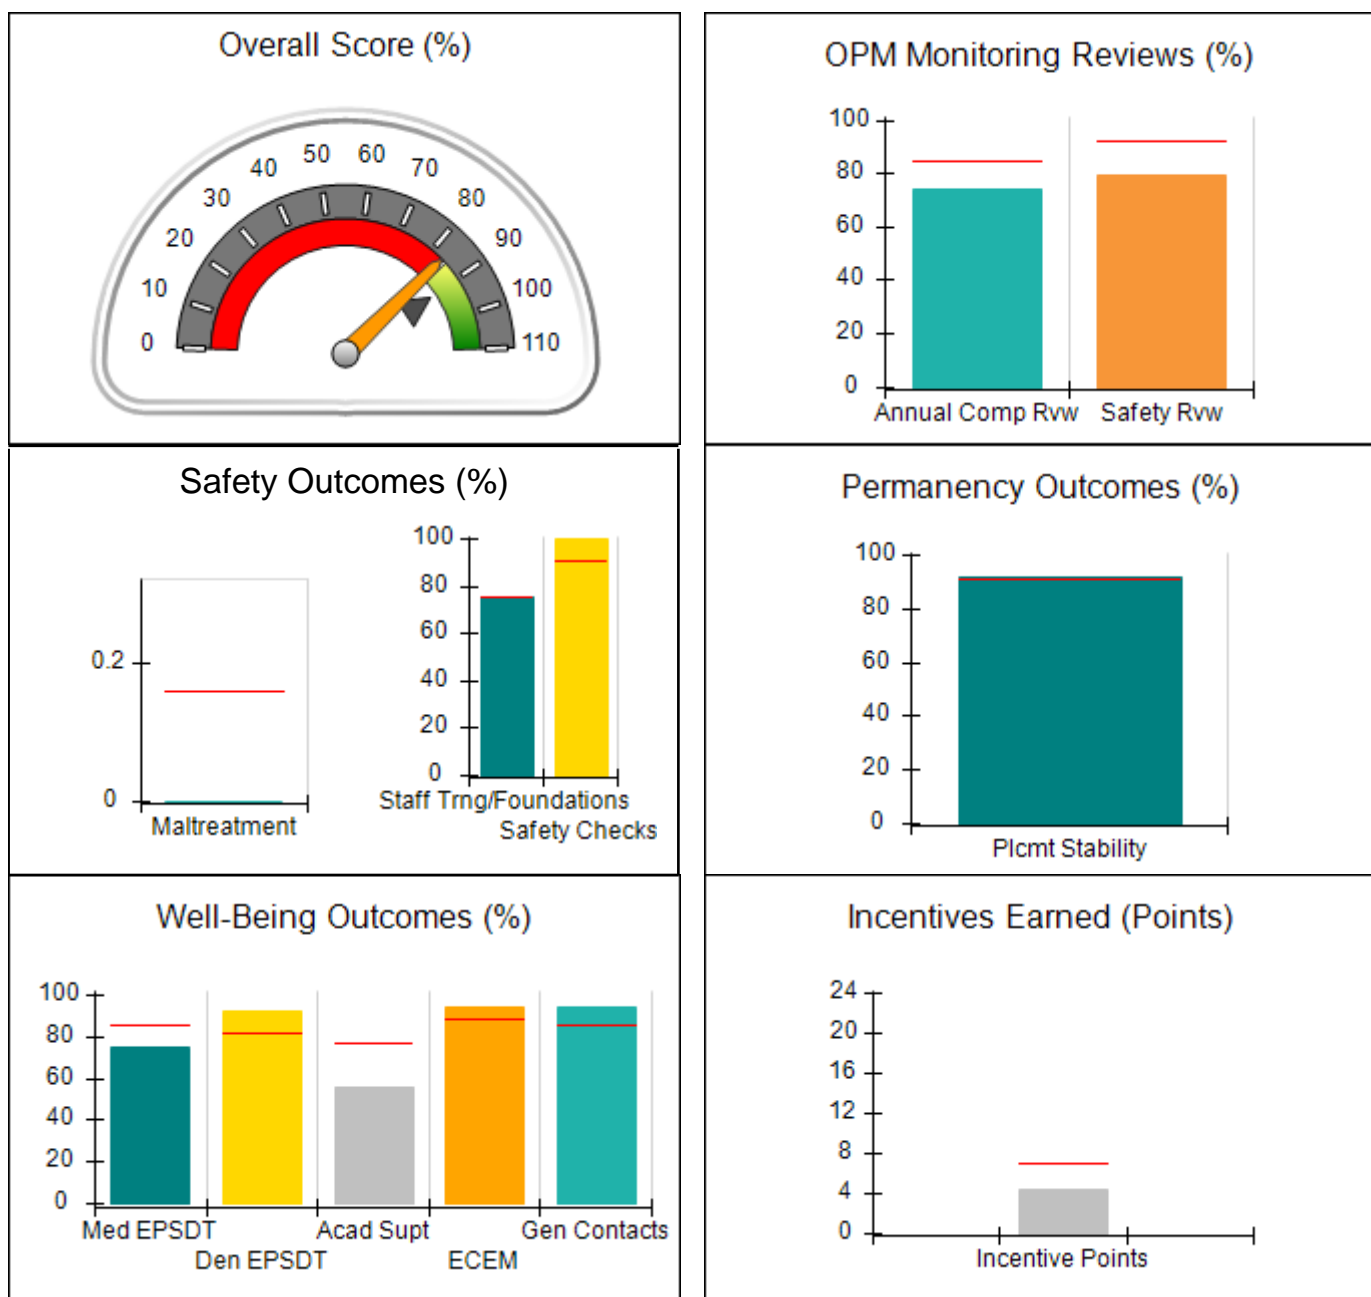 Overall Score (%)
0 10 20 30 40 50 60 70 80 90 100 110
OPM Monitoring Reviews (%)
100
80
60
40
20
0
Annual Comp Rvw Safety Rvw
Safety Outcomes (%)
0.2
0
Maltreatment
100
80
60
40
20
0
Staff Trng/Foundations
Safety Checks
Permanency Outcomes (%)
100
80
60
40
20
0
Plcmt Stability
Well-Being Outcomes (%)
100
80
60
40
20
0
Med EPSDT Acad Supt Gen Contacts
Den EPSDT ECEM
Incentives Earned (Points)
24
20
16
12
8
4
0
Incentive Points